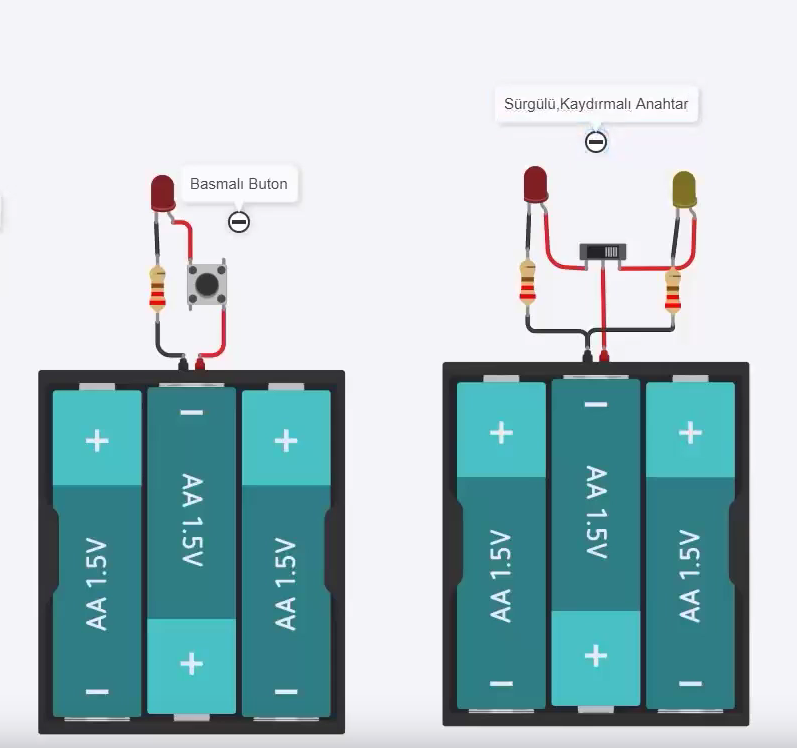 Sürgülü,Kaydırmalı Anahtar
Basmalı Buton
+
−
+
AA 1.5V
AA 1.5V
AA 1.5V
−
+
−
+
−
+
AA 1.5V
AA 1.5V
AA 1.5V
−
+
−